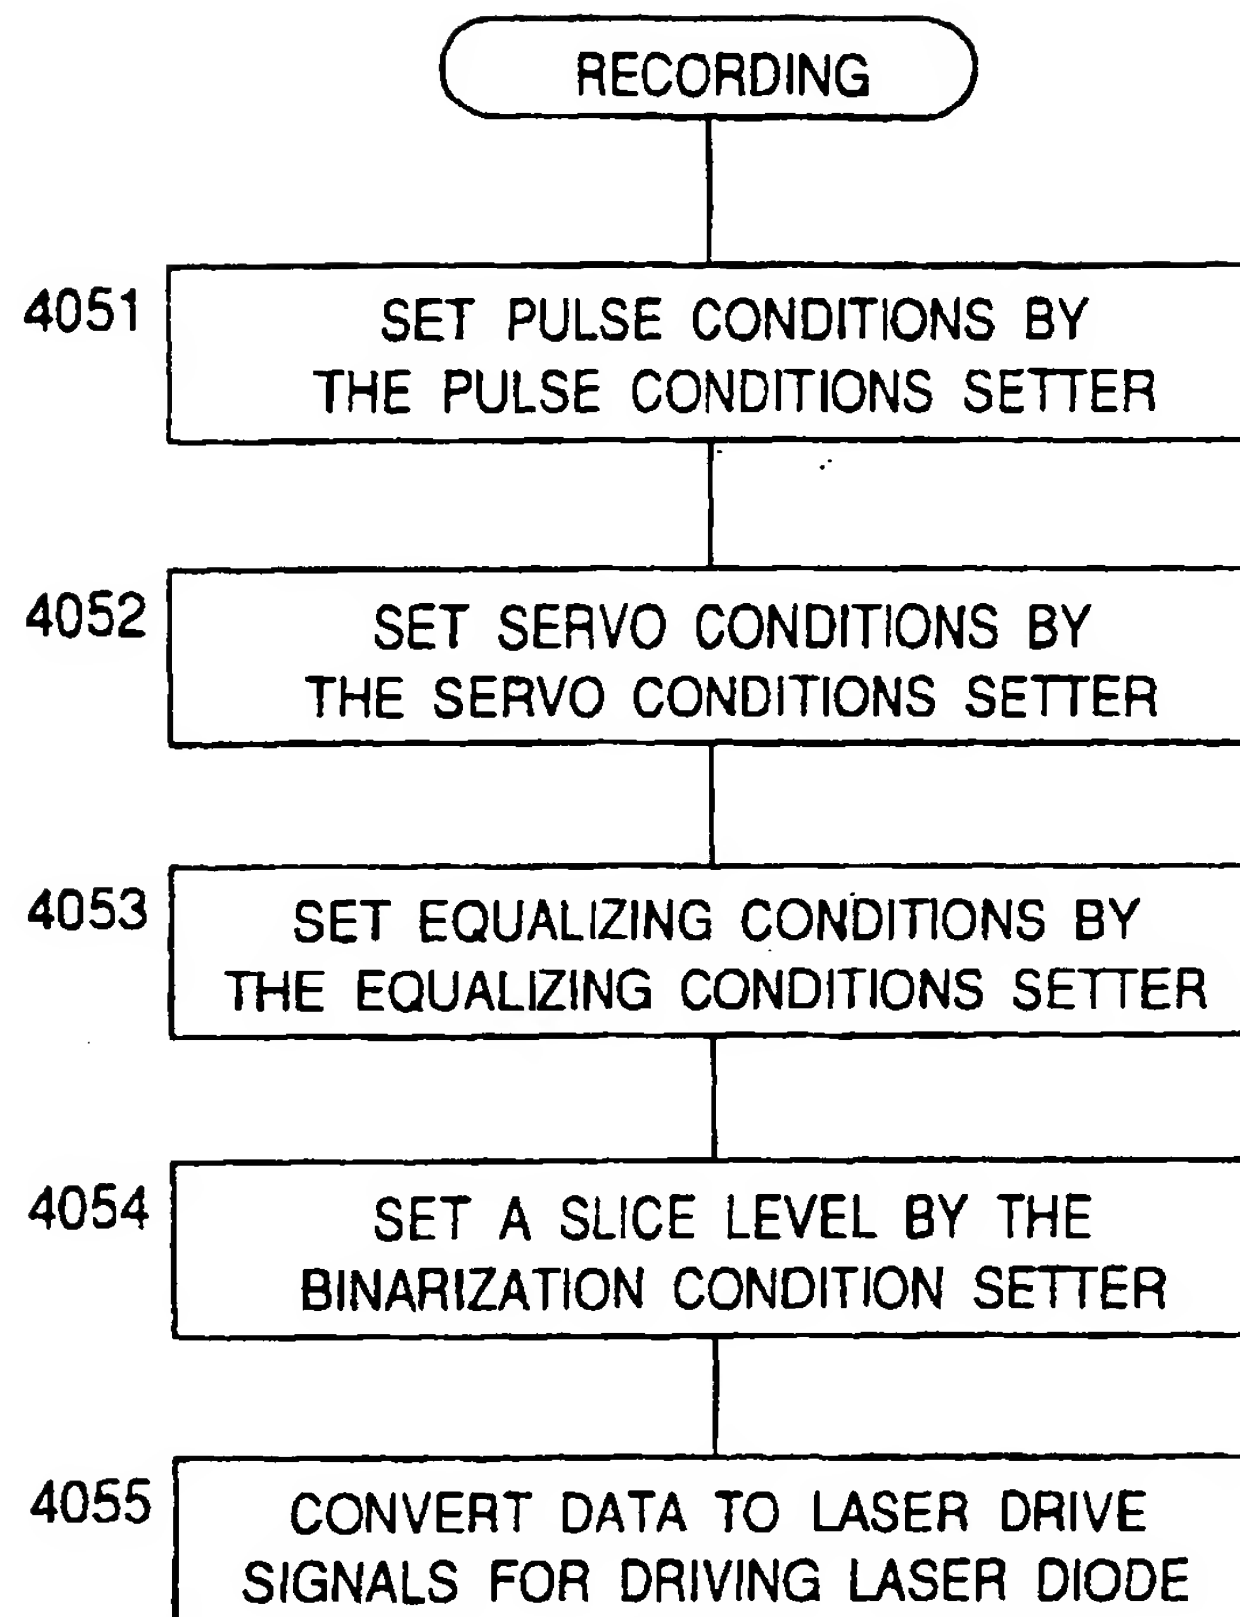 RECORDING
4051
SET PULSE CONDITIONS BY
THE PULSE CONDITIONS SETTER
4052
SET SERVO CONDITIONS BY
THE SERVO CONDITIONS SETTER
4053
SET EQUALIZING CONDITIONS BY
THE EQUALIZING CONDITIONS SETTER
4054
SET A SLICE LEVEL BY THE
BINARIZATION CONDITION SETTER
4055
CONVERT DATA TO LASER DRIVE
SIGNALS FOR DRIVING LASER DIODE